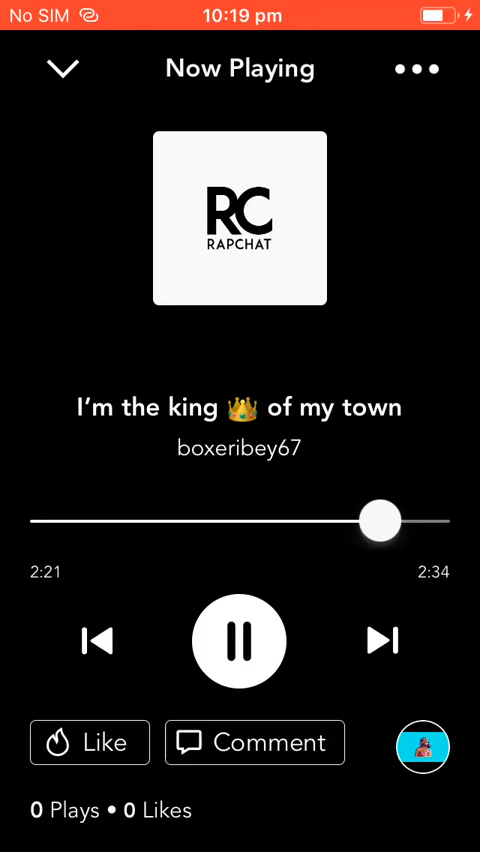 No SIM 10:19 pm
Now Playing
RC
RAPCHAT
I’m the king 👑 of my town
boxeribey67
2:21 2:34
Like Comment
0 Plays • 0 Likes